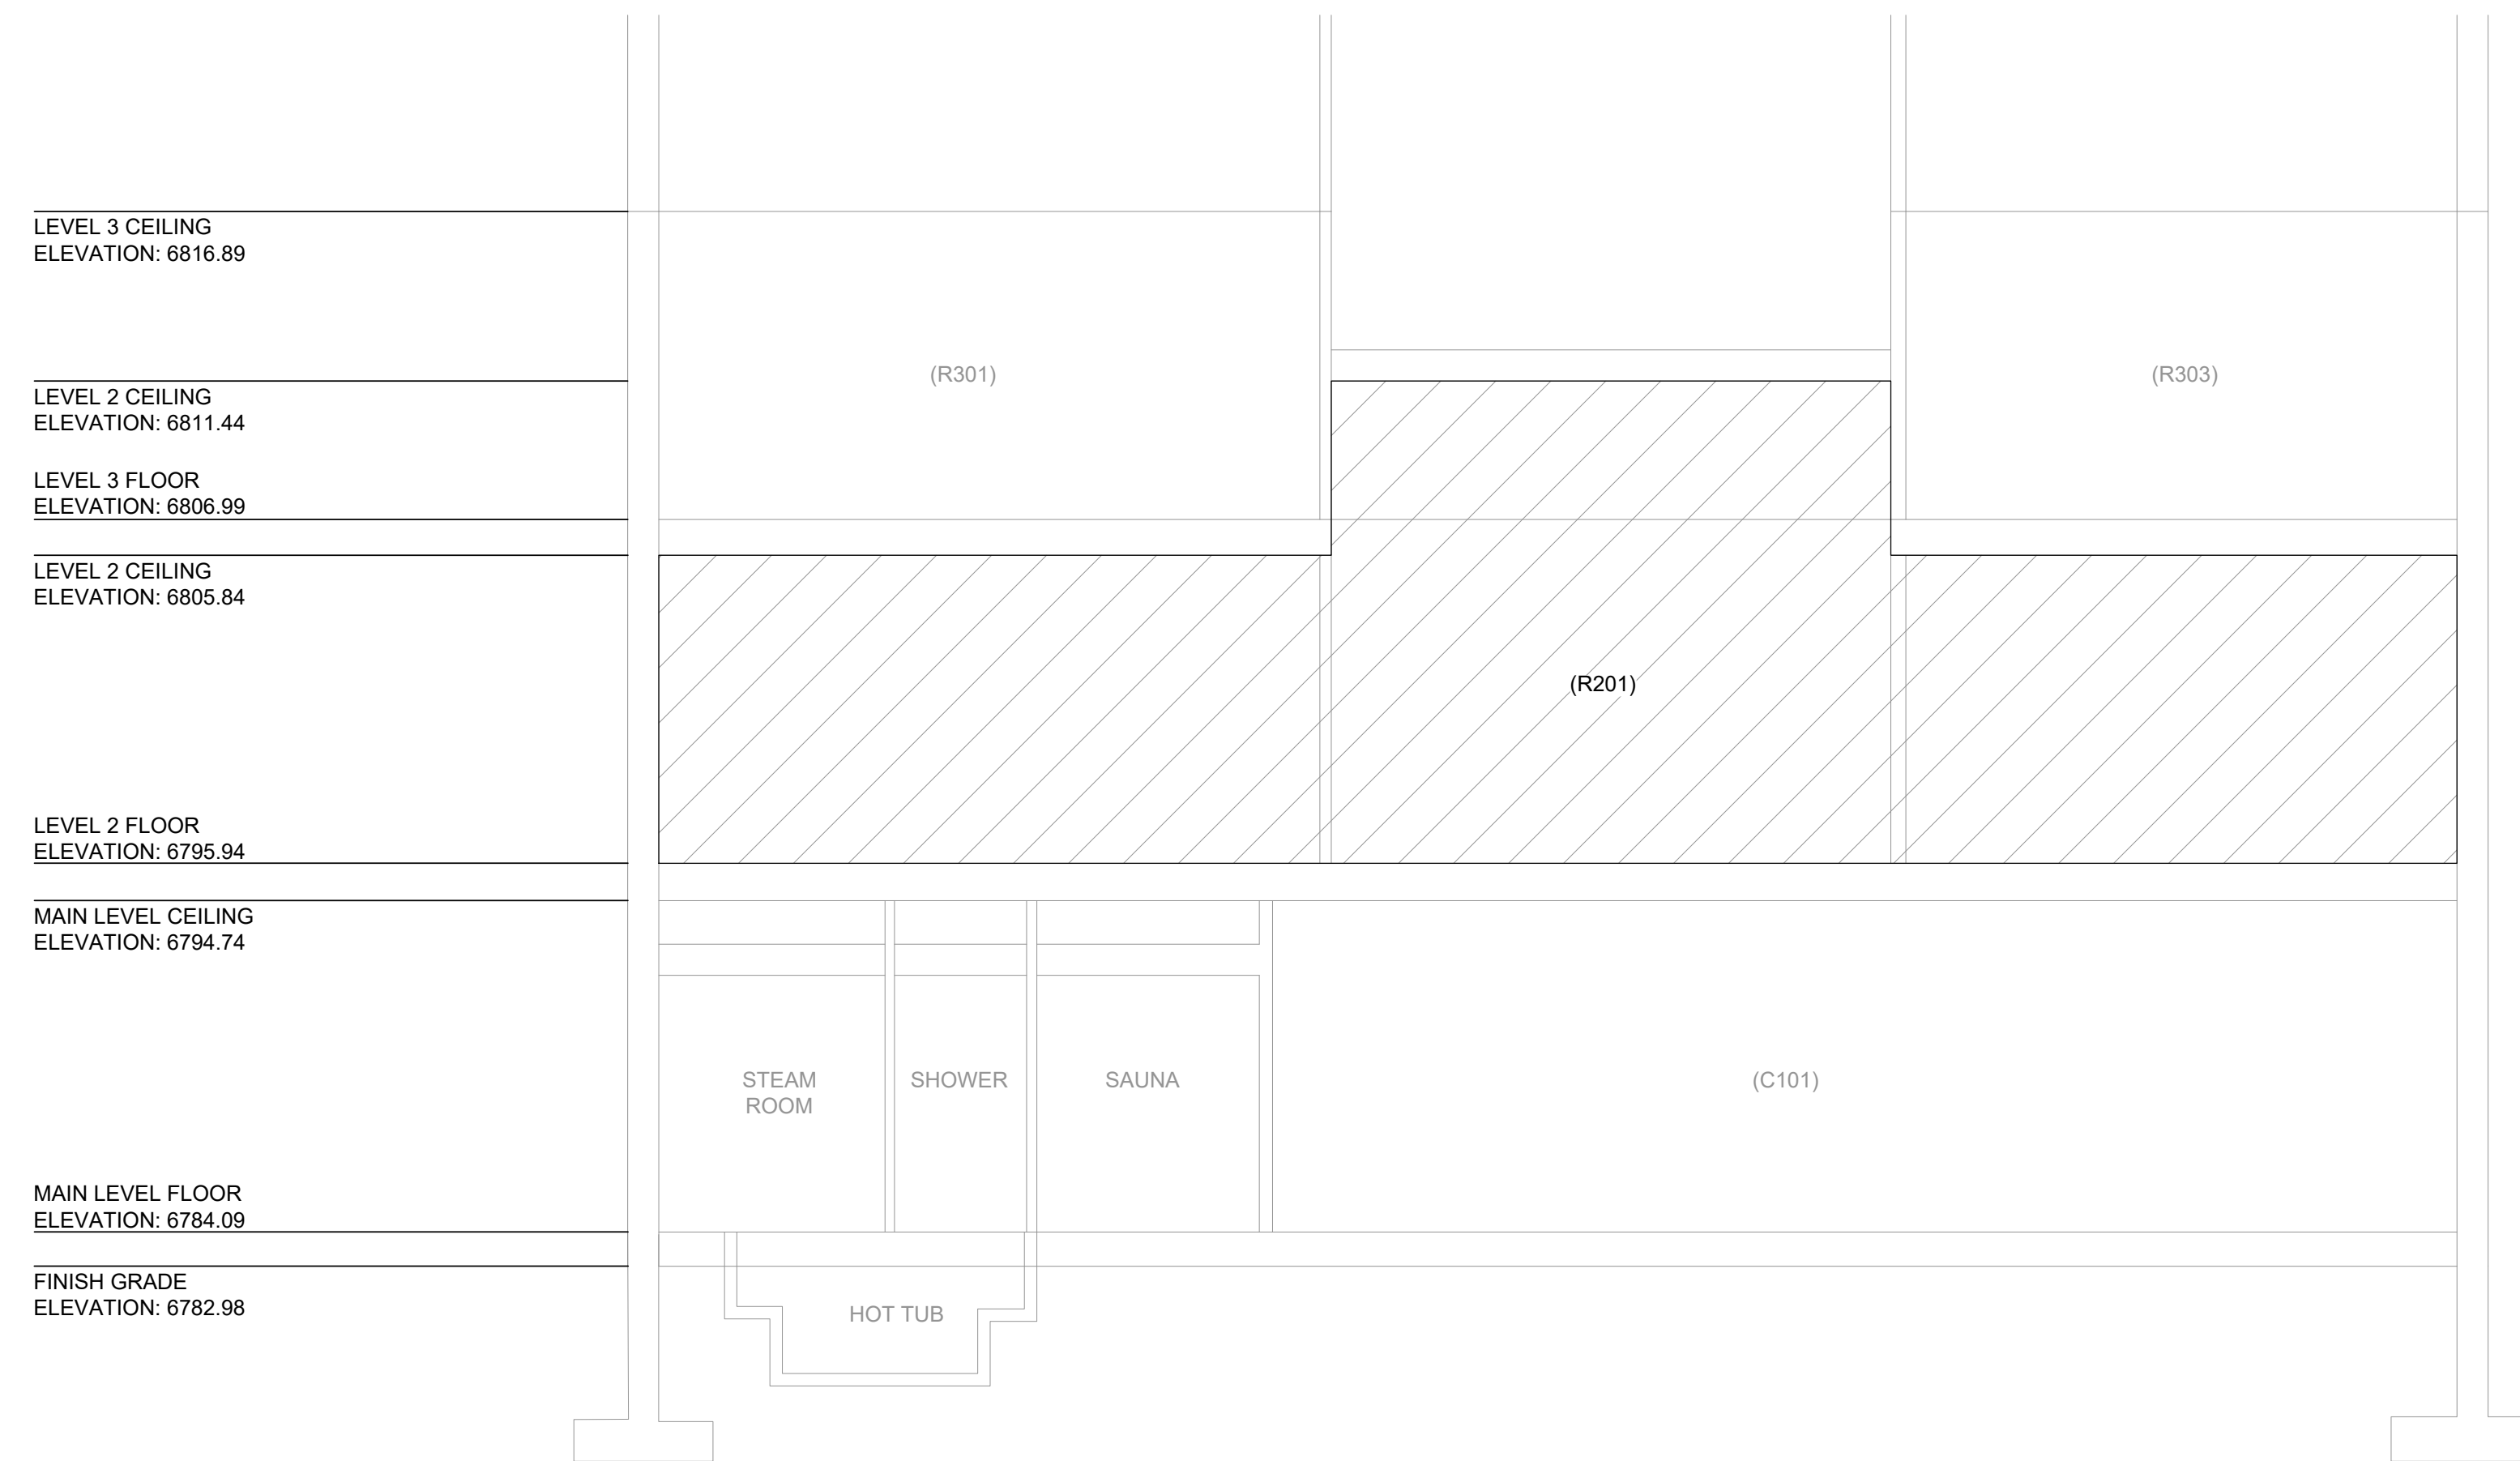 LEVEL 3 CEILING
ELEVATION: 6816.89
(R301)
(R303)
LEVEL 2 CEILING
ELEVATION: 6811.44
LEVEL 3 FLOOR
ELEVATION: 6806.99
LEVEL 2 CEILING
ELEVATION: 6805.84
(R201)
LEVEL 2 FLOOR
ELEVATION: 6795.94
MAIN LEVEL CEILING
ELEVATION: 6794.74
STEAM
ROOM
SHOWER
SAUNA
(C101)
MAIN LEVEL FLOOR
ELEVATION: 6784.09
FINISH GRADE
ELEVATION: 6782.98
HOT TUB